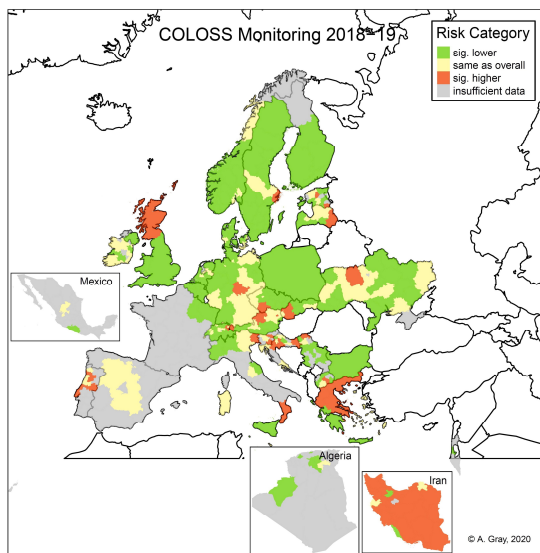 COLOSS Monitoring 2018-19
Risk Category
sig. lower
same as overall
sig. higher
insufficient data
Mexico
Algeria
Iran
© A. Gray, 2020